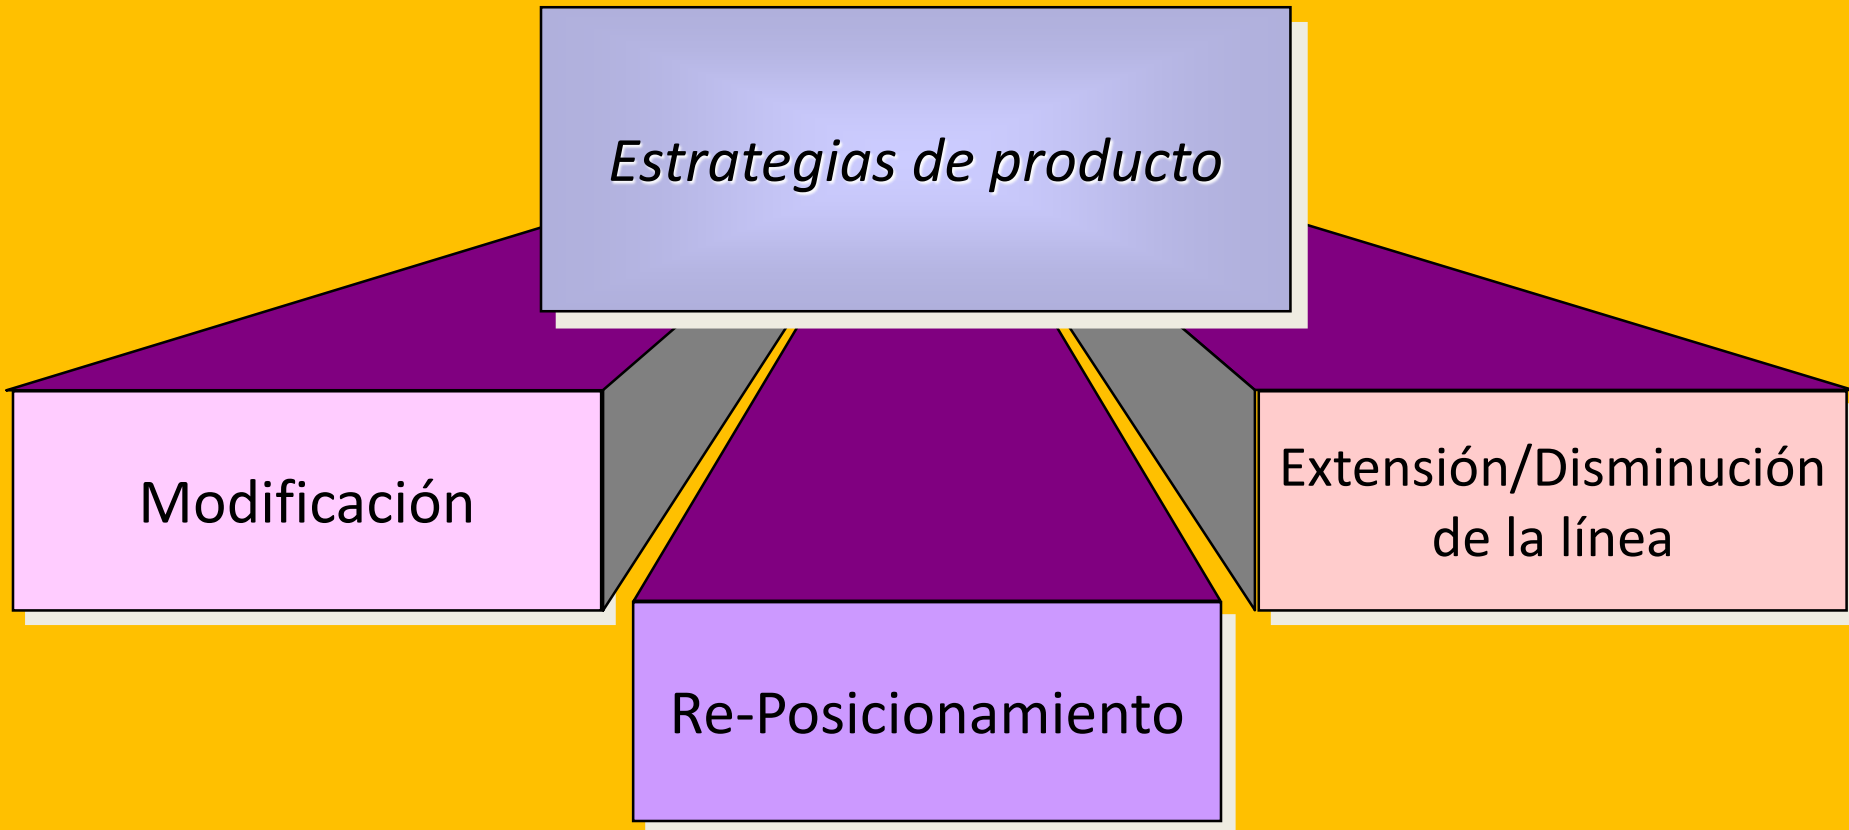 Estrategias de producto
Modificación
Extensión/Disminución
de la línea
Re-Posicionamiento